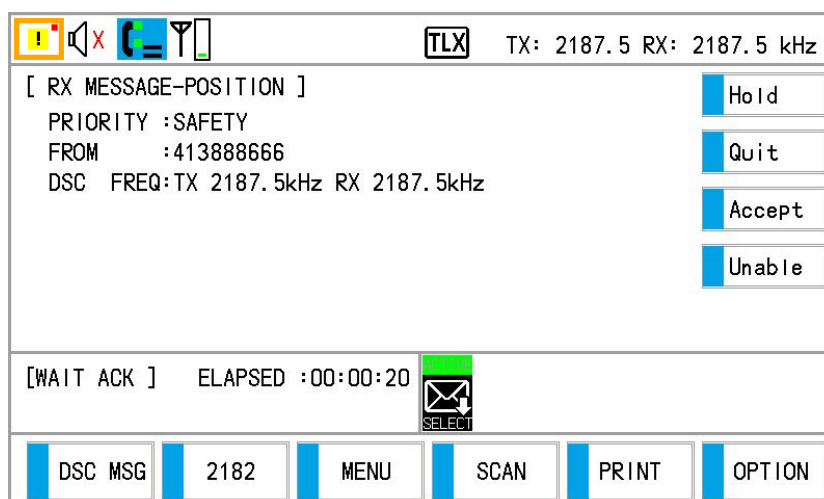 !
TLX TX: 2187.5 RX: 2187.5 kHz
[ RX MESSAGE-POSITION ]
PRIORITY :SAFETY
FROM :413888666
DSC FREQ:TX 2187.5kHz RX 2187.5kHz
Hold
Quit
Accept
Unable
[WAIT ACK ] ELAPSED :00:00:20
ACTIVE
SELECT
DSC MSG 2182 MENU SCAN PRINT OPTION